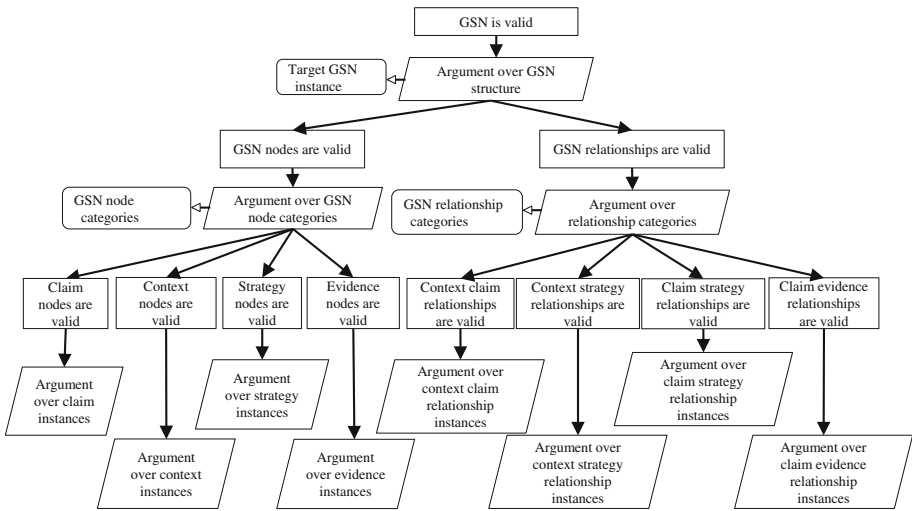 GSN is valid
Target GSN
instance
Argument over GSN
structure
GSN nodes are valid
GSN relationships are valid
GSN node
categories
Argument over GSN
node categories
GSN relationship
categories
Argument over
relationship categories
Claim
nodes are
valid
Context
nodes are
valid
Strategy
nodes are
valid
Evidence
nodes are
valid
Context claim
relationships
are valid
Context strategy
relationships are
valid
Claim strategy
relationships are
valid
Claim evidence
relationships
are valid
Argument
over claim
instances
Argument
over strategy
instances
Argument over
context claim
relationship
instances
Argument over
claim strategy
relationship
instances
Argument
over context
instances
Argument
over evidence
instances
Argument over
context strategy
relationship
instances
Argument over
claim evidence
relationship
instances